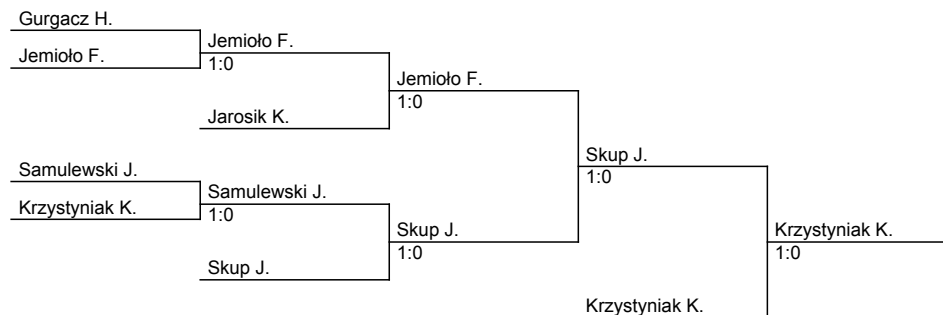 Gurgacz H.
Jemioło F.
Jemioło F.
1:0
Jemioło F.
1:0
Jarosik K.
Skup J.
1:0
Samulewski J.
Samulewski J.
1:0
Krzystyniak K.
Skup J.
1:0
Krzystyniak K.
1:0
Skup J.
Krzystyniak K.